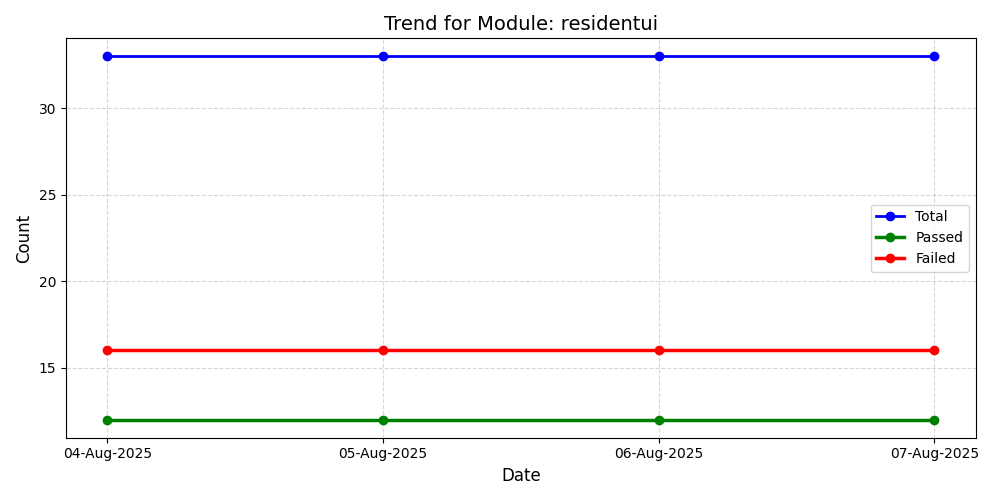 Trend for Module: residentui
Count
30
25
20
15
Total
Passed
Failed
04-Aug-2025
05-Aug-2025
06-Aug-2025
07-Aug-2025
Date